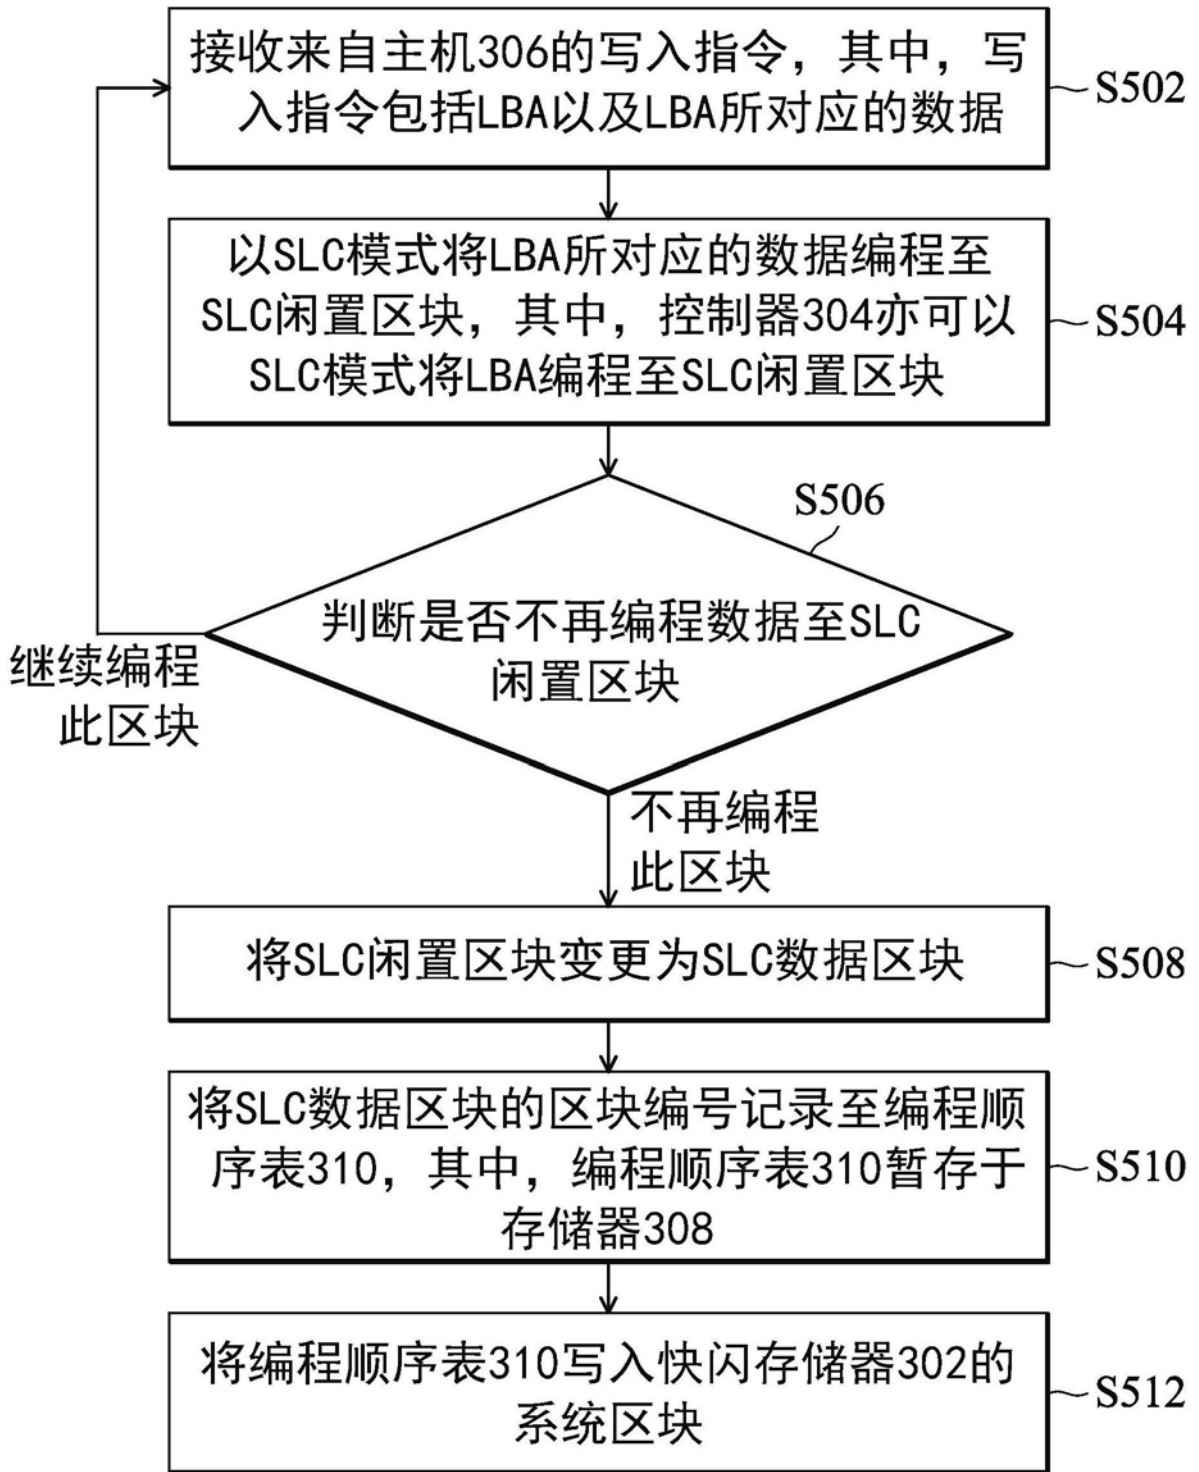 接收来自主机306的写入指令，其中，写
入指令包括LBA以及LBA所对应的数据
S502
以SLC模式将LBA所对应的数据编程至
SLC闲置区块，其中，控制器304亦可以
SLC模式将LBA编程至SLC闲置区块
S504
S506
判断是否不再编程数据至SLC
闲置区块
继续编程
此区块
不再编程
此区块
将SLC闲置区块变更为SLC数据区块
S508
将SLC数据区块的区块编号记录至编程顺
序表310，其中，编程顺序表310暂存于
存储器308
S510
将编程顺序表310写入快闪存储器302的
系统区块
S512